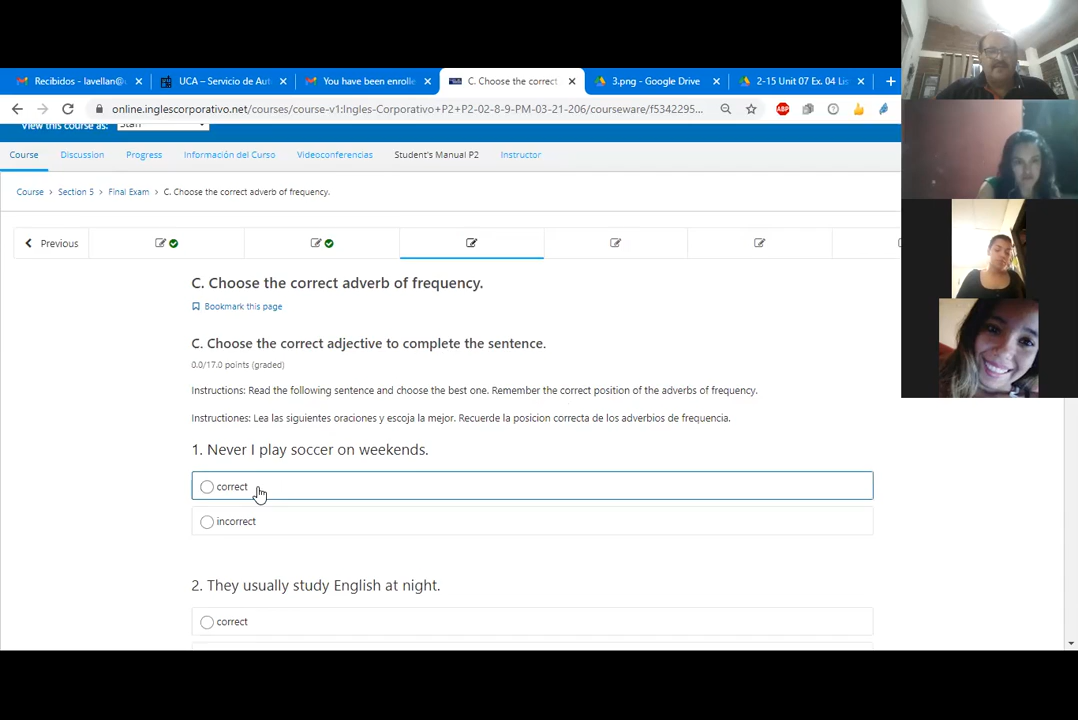 Recibidos - lavellan@u
UCA – Servicio de Aut
You have been enrolle
C. Choose the correct
3.png - Google Drive
2-15 Unit 07 Ex. 04 Lis
online.inglescorporativo.net/courses/course-v1:Ingles-Corporativo+P2+P2-02-8-9-PM-03-21-206/courseware/f5342295...
ABP
View this course as: Staff
Course
Discussion
Progress
Información del Curso
Videoconferencias
Student's Manual P2
Instructor
Course > Section 5 > Final Exam > C. Choose the correct adverb of frequency.
Previous
C. Choose the correct adverb of frequency.
Bookmark this page
C. Choose the correct adjective to complete the sentence.
0.0/17.0 points (graded)
Instructions: Read the following sentence and choose the best one. Remember the correct position of the adverbs of frequency.
Instructiones: Lea las siguientes oraciones y escoja la mejor. Recuerde la posicion correcta de los adverbios de frequencia.
1. Never I play soccer on weekends.
correct
incorrect
2. They usually study English at night.
correct